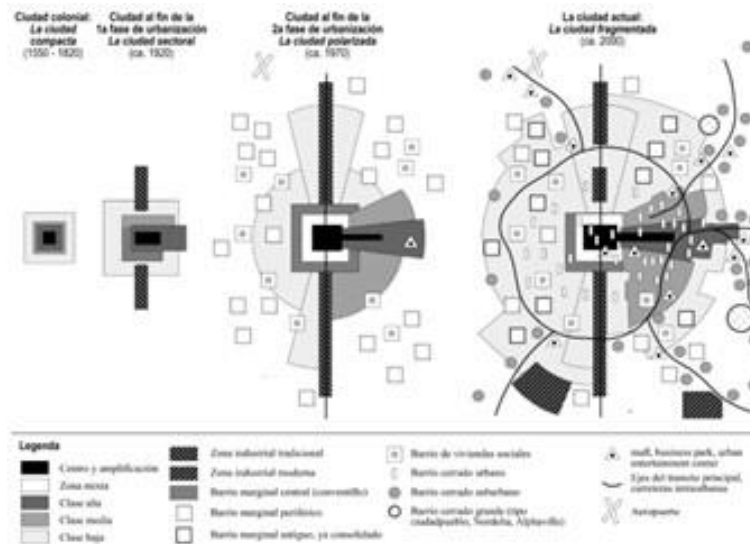 Ciudad colonial:
La ciudad
compacta
(1550 - 1820)
Ciudad al fin de la
1a fase de urbanización
La ciudad sectoral
(ca. 1920)
Ciudad al fin de la
2a fase de urbanización
La ciudad polarizada
(ca. 1970)
La ciudad actual:
La ciudad fragmentada
(ca. 2000)
Legenda
Centro y amplificación
Zona mixta
Clase alta
Clase media
Clase baja
Zona industrial tradicional
Zona industrial moderna
Barrio marginal central (conventillo)
Barrio marginal periférico
Barrio marginal antiguo, ya consolidado
Barrio de viviendas sociales
Barrio cerrado urbano
Barrio cerrado suburbano
Barrio cerrado grande (tipo
ciudadpueblo, Nordelta, Alphaville)
mall, business park, urban
entertainment center
Ejes del transito principal,
carreteras intraurbanas
Aeropuerto